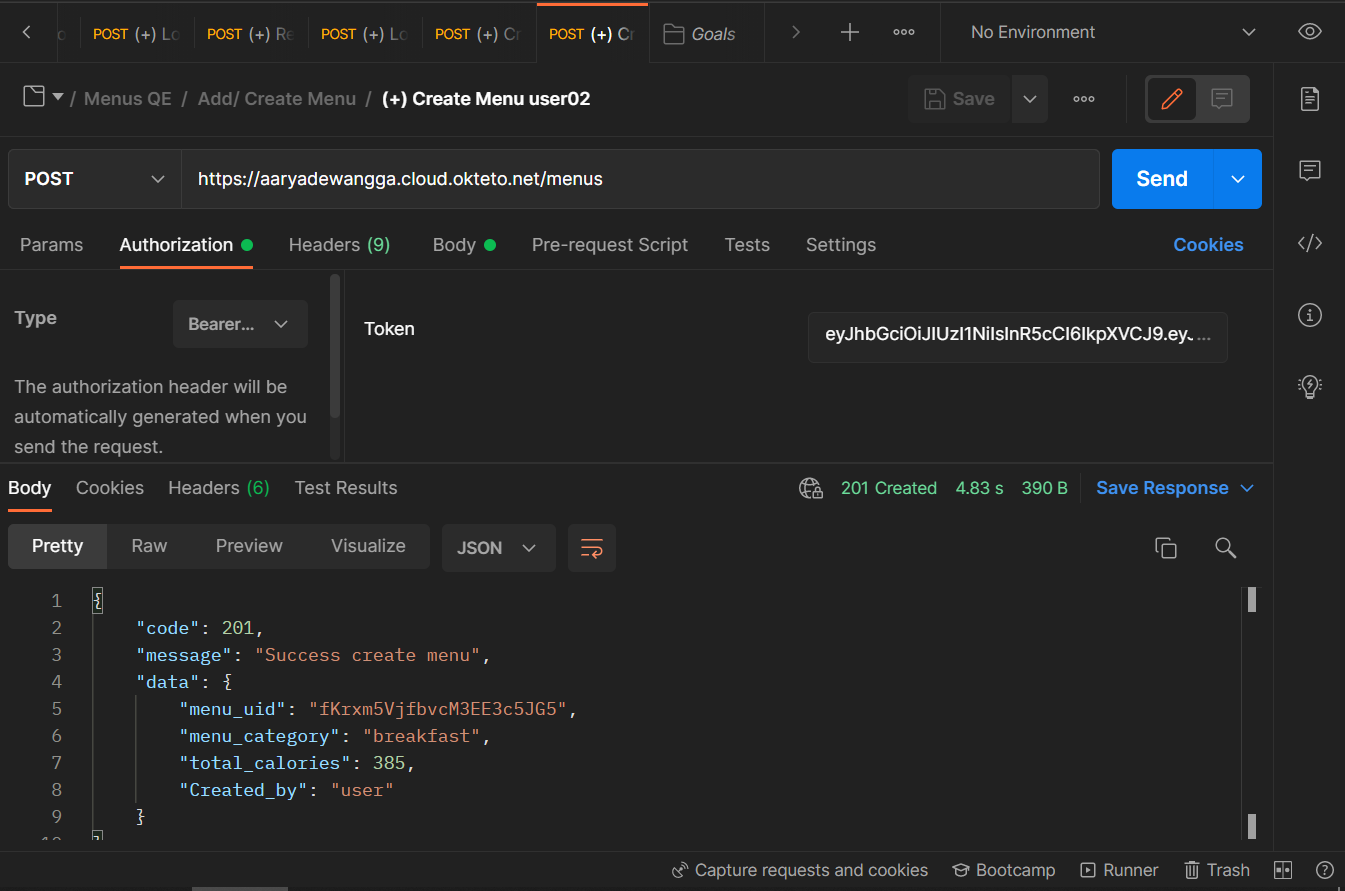 POST (+) Lo POST (+) Re POST (+) Lo POST (+) Cr POST (+) Cr Goals No Environment
/ Menus QE / Add/ Create Menu / (+) Create Menu user02 Save
POST https://aaryadewangga.cloud.okteto.net/menus Send
Params Authorization Headers (9) Body Pre-request Script Tests Settings Cookies
Type Bearer... Token eyJhbGciOiJIUzI1NiIsInR5cCI6IkpXVCJ9.eyJ...
The authorization header will be
automatically generated when you
send the request.
Body Cookies Headers (6) Test Results 201 Created 4.83 s 390 B Save Response
Pretty Raw Preview Visualize JSON
1 {
2 "code": 201,
3 "message": "Success create menu",
4 "data": {
5 "menu_uid": "fKrxm5VjfbvcM3EE3c5JG5",
6 "menu_category": "breakfast",
7 "total_calories": 385,
8 "Created_by": "user"
9 }
10 }
Capture requests and cookies Bootcamp Runner Trash